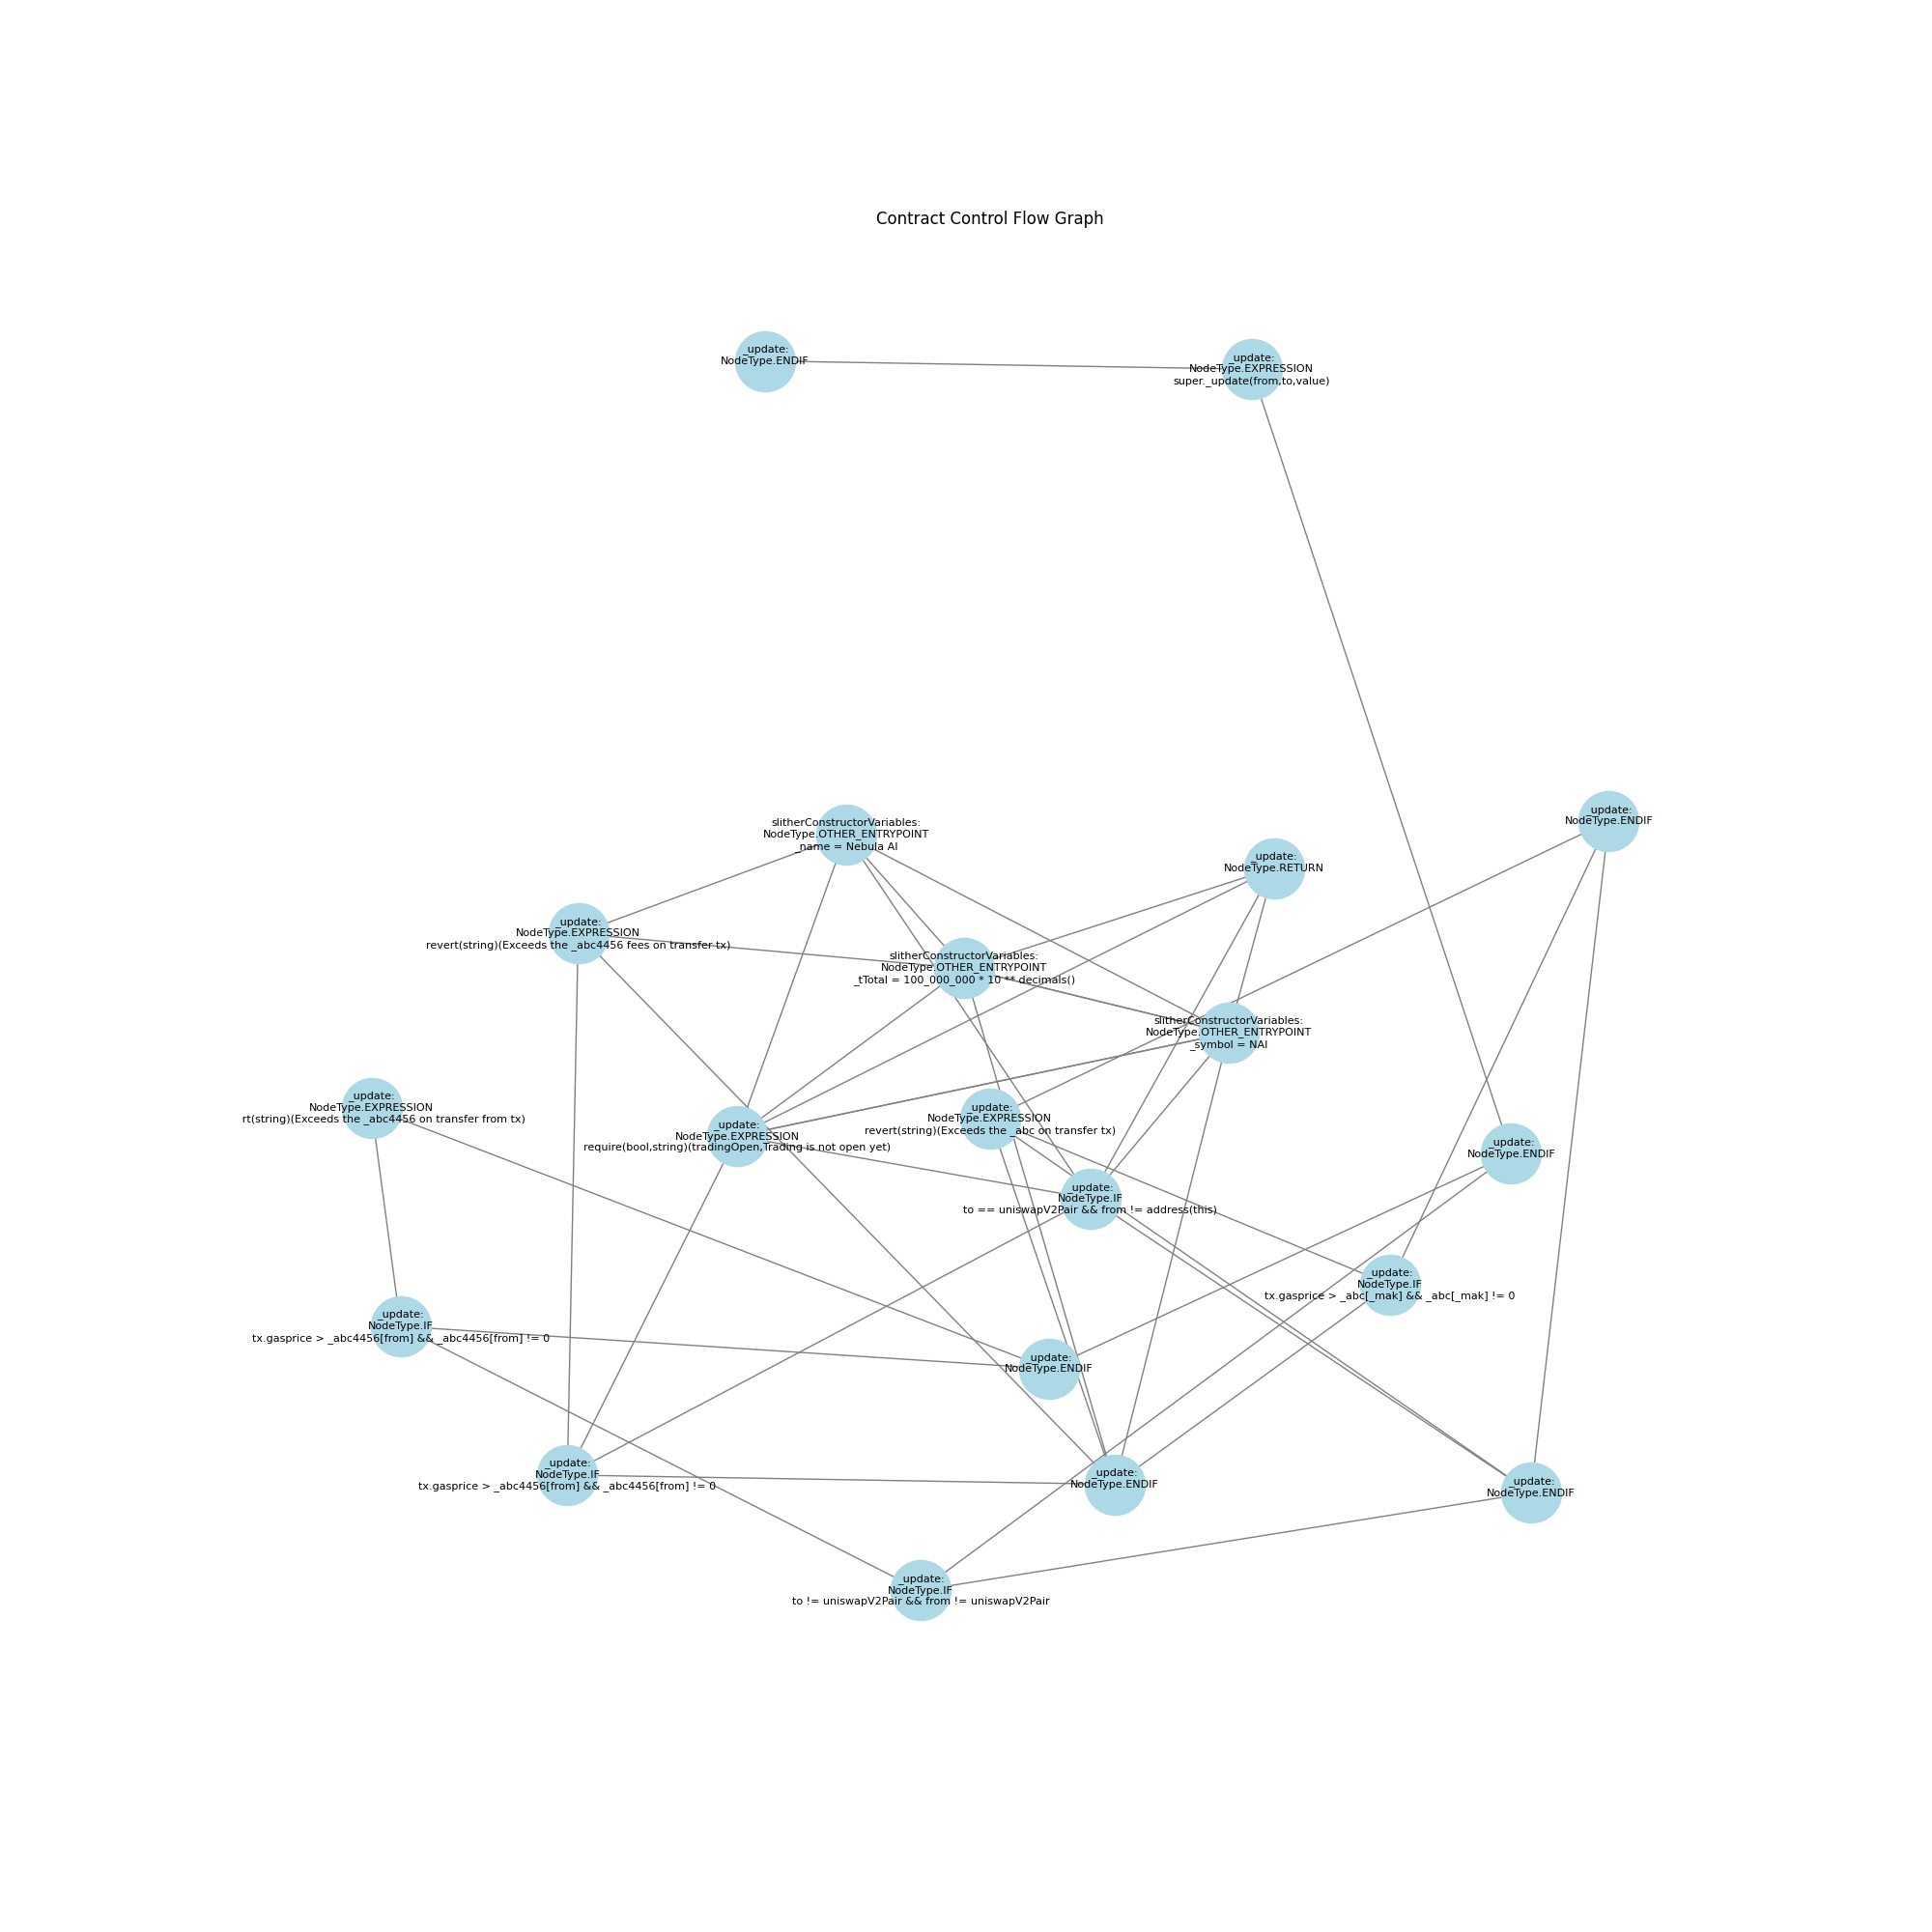 Contract Control Flow Graph
_update:
NodeType.ENDIF
_update:
NodeType.EXPRESSION
super._update(from,to,value)
_update:
NodeType.ENDIF
slitherConstructorVariables:
NodeType.OTHER_ENTRYPOINT
_name = Nebula AI
_update:
NodeType.RETURN
_update:
NodeType.EXPRESSION
revert(string)(Exceeds the _abc4456 fees on transfer tx)
slitherConstructorVariables:
NodeType.OTHER_ENTRYPOINT
_tTotal = 100_000_000 * 10 ** decimals()
slitherConstructorVariables:
NodeType.OTHER_ENTRYPOINT
_symbol = NAI
_update:
NodeType.EXPRESSION
rt(string)(Exceeds the _abc4456 on transfer from tx)
_update:
NodeType.EXPRESSION
revert(string)(Exceeds the _abc on transfer tx)
_update:
NodeType.EXPRESSION
require(bool,string)(tradingOpen,Trading is not open yet)
_update:
NodeType.ENDIF
_update:
NodeType.IF
to == uniswapV2Pair && from != address(this)
_update:
NodeType.IF
tx.gasprice > _abc[_mak] && _abc[_mak] != 0
_update:
NodeType.IF
tx.gasprice > _abc4456[from] && _abc4456[from] != 0
_update:
NodeType.ENDIF
_update:
NodeType.IF
tx.gasprice > _abc4456[from] && _abc4456[from] != 0
_update:
NodeType.ENDIF
_update:
NodeType.ENDIF
_update:
NodeType.IF
to != uniswapV2Pair && from != uniswapV2Pair